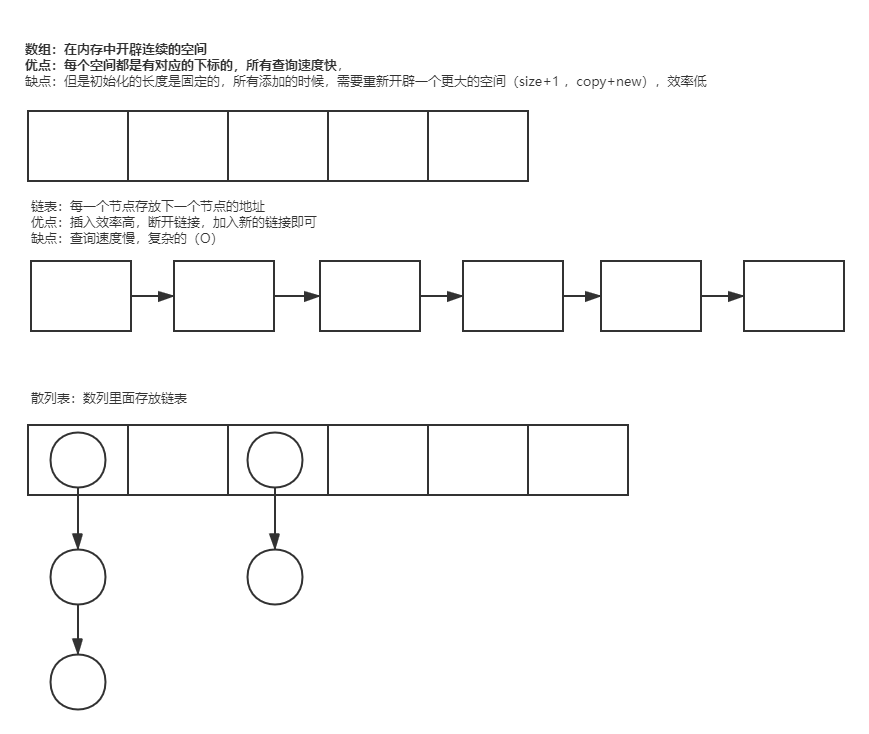 数组：在内存中开辟连续的空间
优点：每个空间都是有对应的下标的，所有查询速度快，
缺点：但是初始化的长度是固定的，所有添加的时候，需要重新开辟一个更大的空间（size+1 ，copy+new），效率低
链表：每一个节点存放下一个节点的地址
优点：插入效率高，断开链接，加入新的链接即可
缺点：查询速度慢，复杂的（O）
散列表：数列里面存放链表